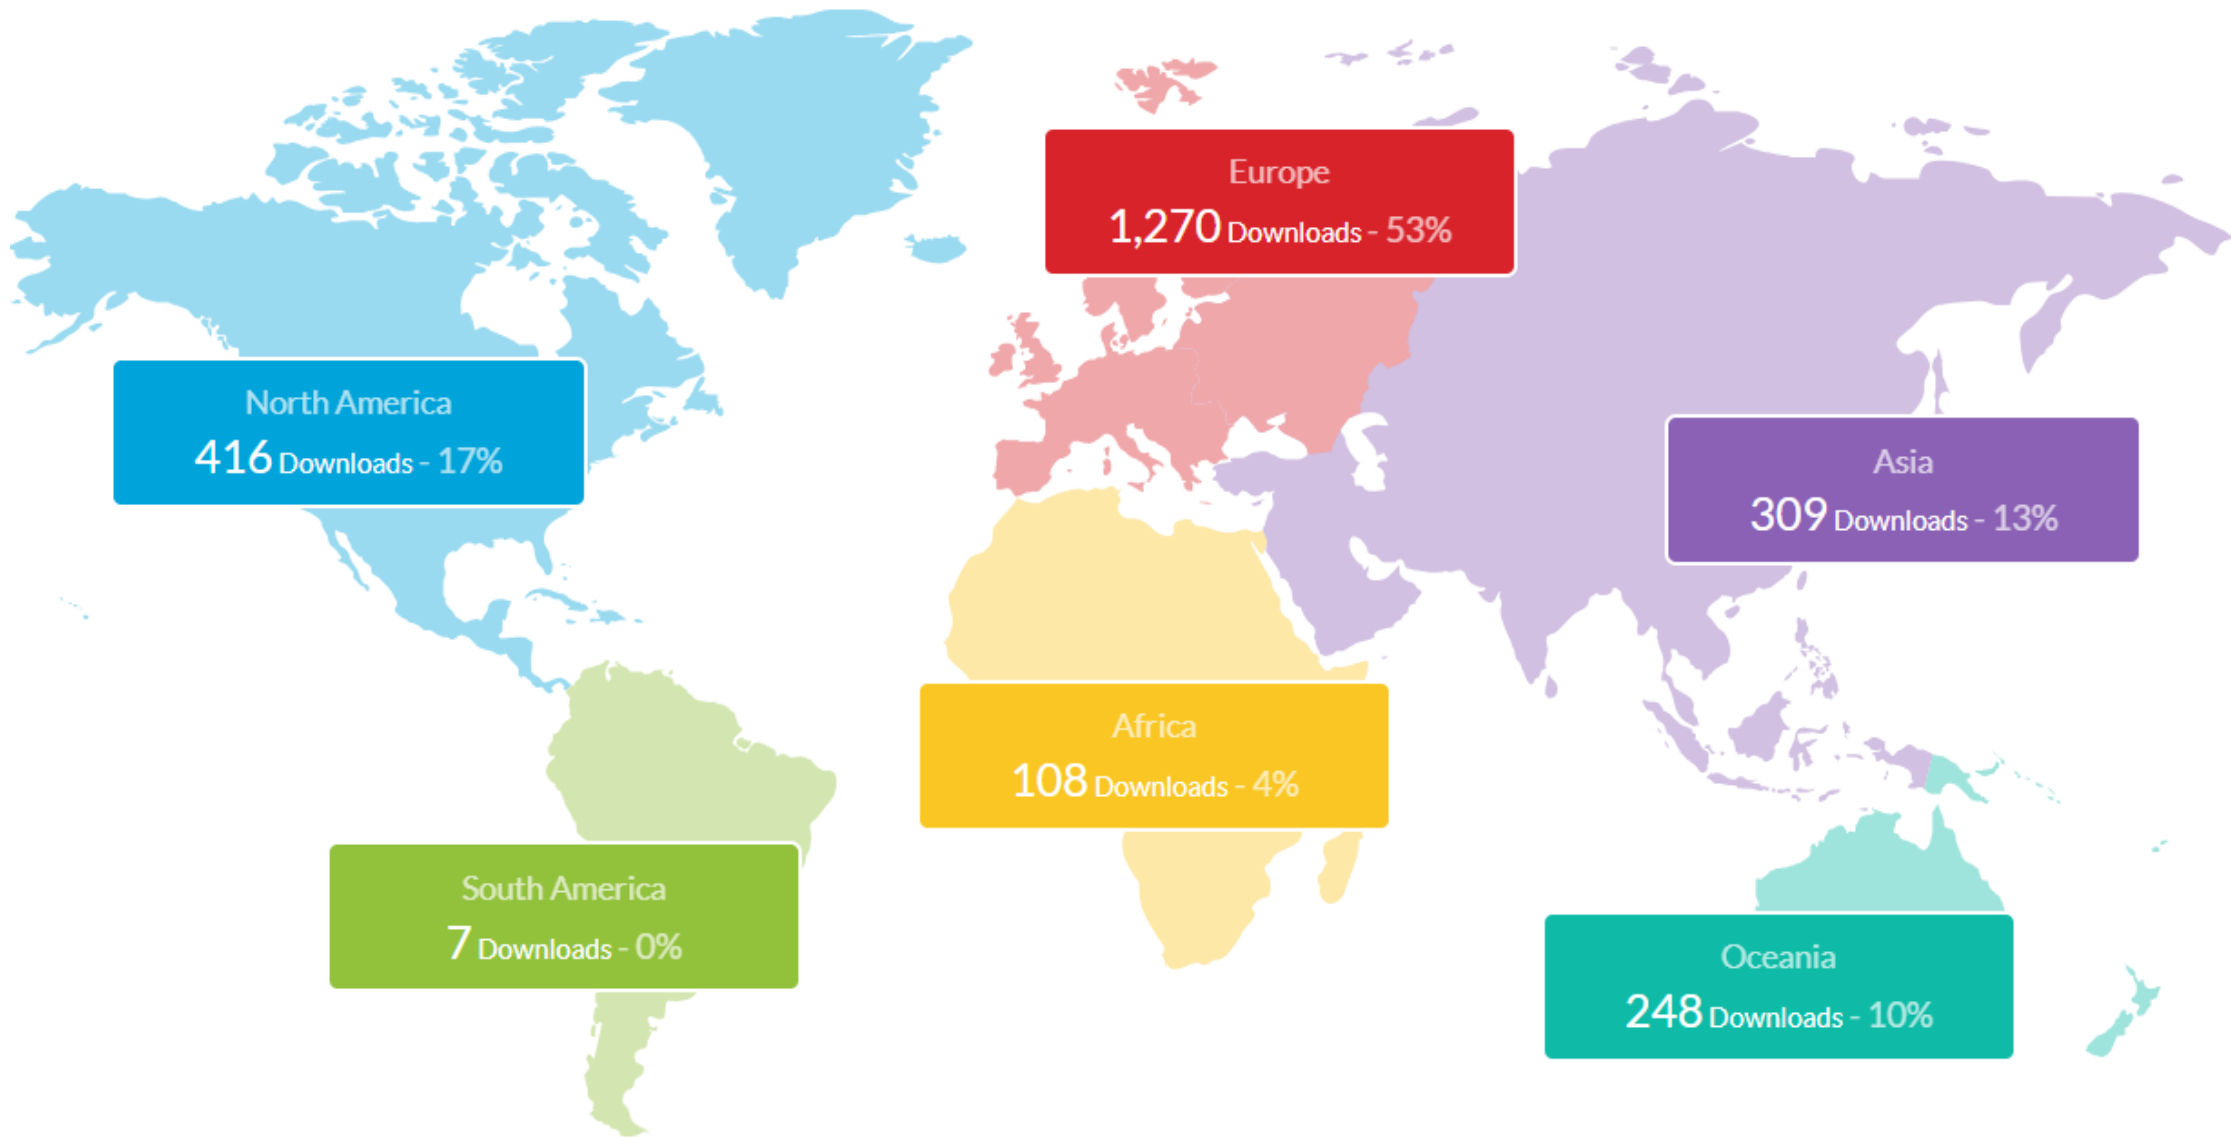 Europe
1,270 Downloads - 53%
North America
416 Downloads - 17%
Asia
309 Downloads - 13%
Africa
108 Downloads - 4%
South America
7 Downloads - 0%
Oceania
248 Downloads - 10%